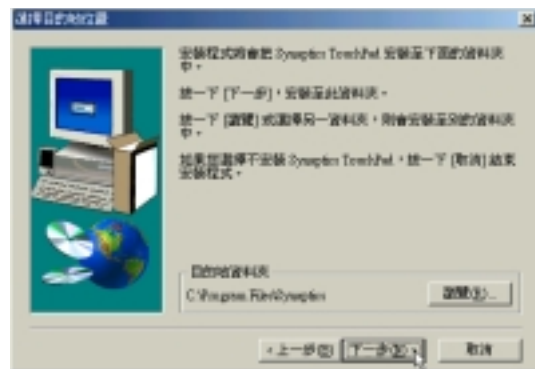 選擇目的地位置
安裝程式將會把 Synaptics TouchPad 安裝至下面的資料夾
中。
按一下 [下一步]，安裝至此資料夾。
按一下 [瀏覽] 或選擇另一資料夾，則會安裝至別的資料夾
中。
如果您選擇不安裝 Synaptics TouchPad，按一下 [取消] 結束
安裝程式。
目的地資料夾
C:\Program Files\Synaptics
瀏覽(R)...
<上一步(B)
下一步(N)>
取消